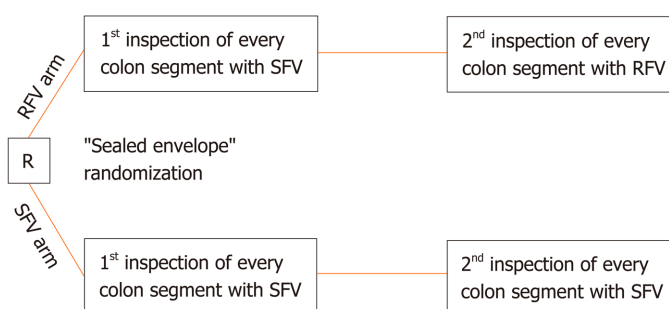 RFV arm
1st inspection of every
colon segment with SFV
2nd inspection of every
colon segment with RFV
R
"Sealed envelope"
randomization
SFV arm
1st inspection of every
colon segment with SFV
2nd inspection of every
colon segment with SFV